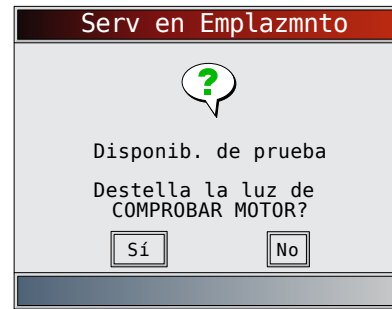 Serv en Emplazmnto
?
Disponib. de prueba
Destella la luz de
COMPROBAR MOTOR?
Sí No